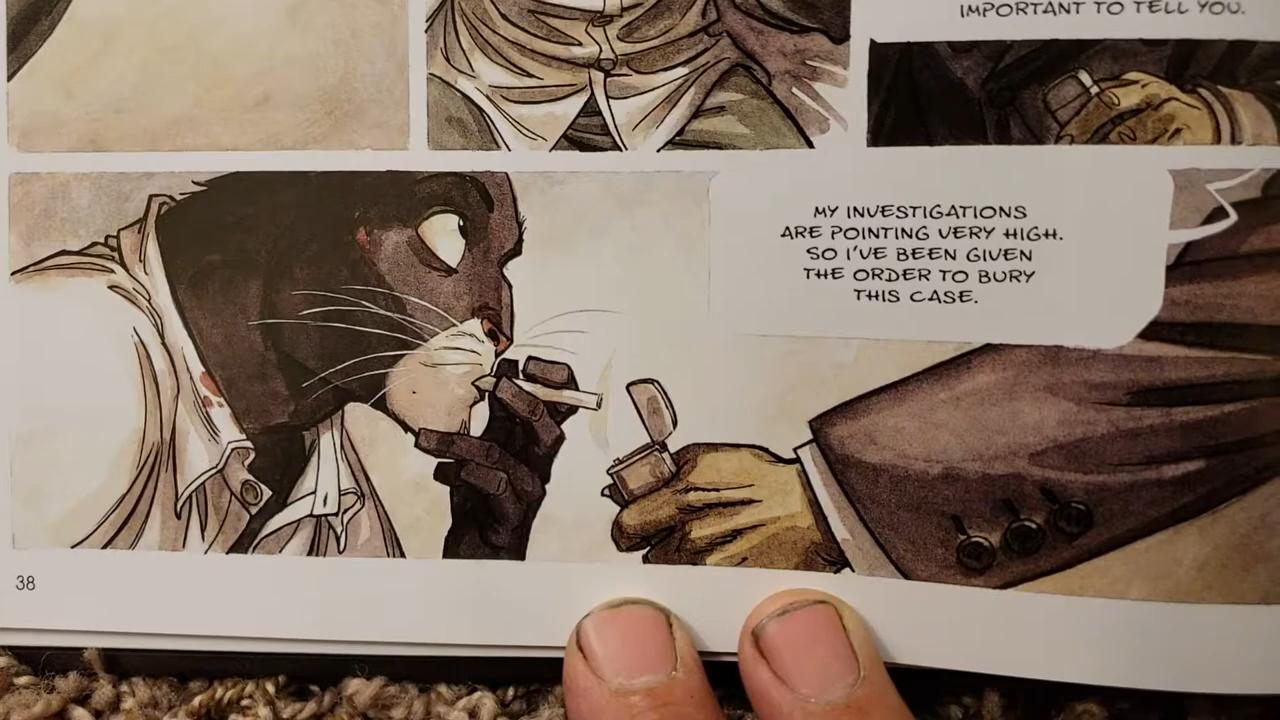 IMPORTANT TO TELL YOU.
MY INVESTIGATIONS
ARE POINTING VERY HIGH.
SO I'VE BEEN GIVEN
THE ORDER TO BURY
THIS CASE.
38